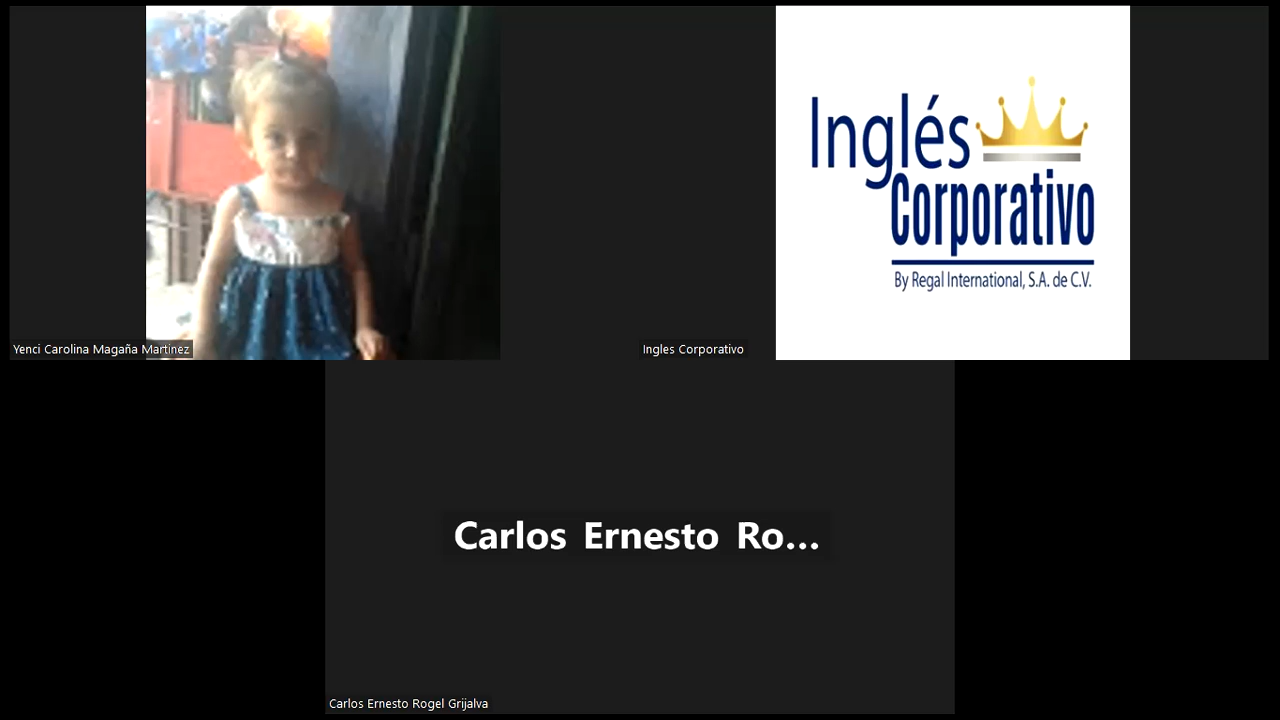 Inglés
Corporativo
By Regal International, S.A. de C.V.
Yenci Carolina Magaña Martinez
Ingles Corporativo
Carlos Ernesto Ro...
Carlos Ernesto Rogel Grijalva